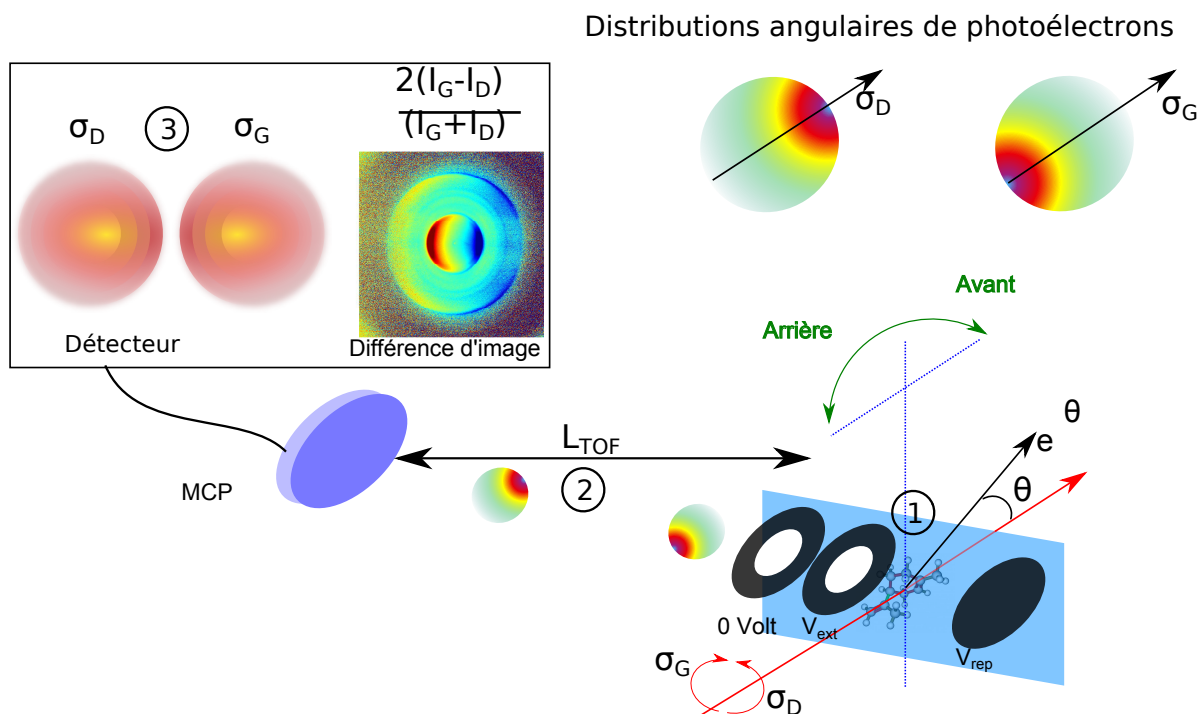 Distributions angulaires de photoélectrons
σD
σG
2(IG-ID)
(IG+ID)
σD
3
σG
Détecteur
Différence d'image
Avant
Arrière
LTOF
2
MCP
θ
e
θ
1
0 Volt
Vext
Vrep
σG
σD